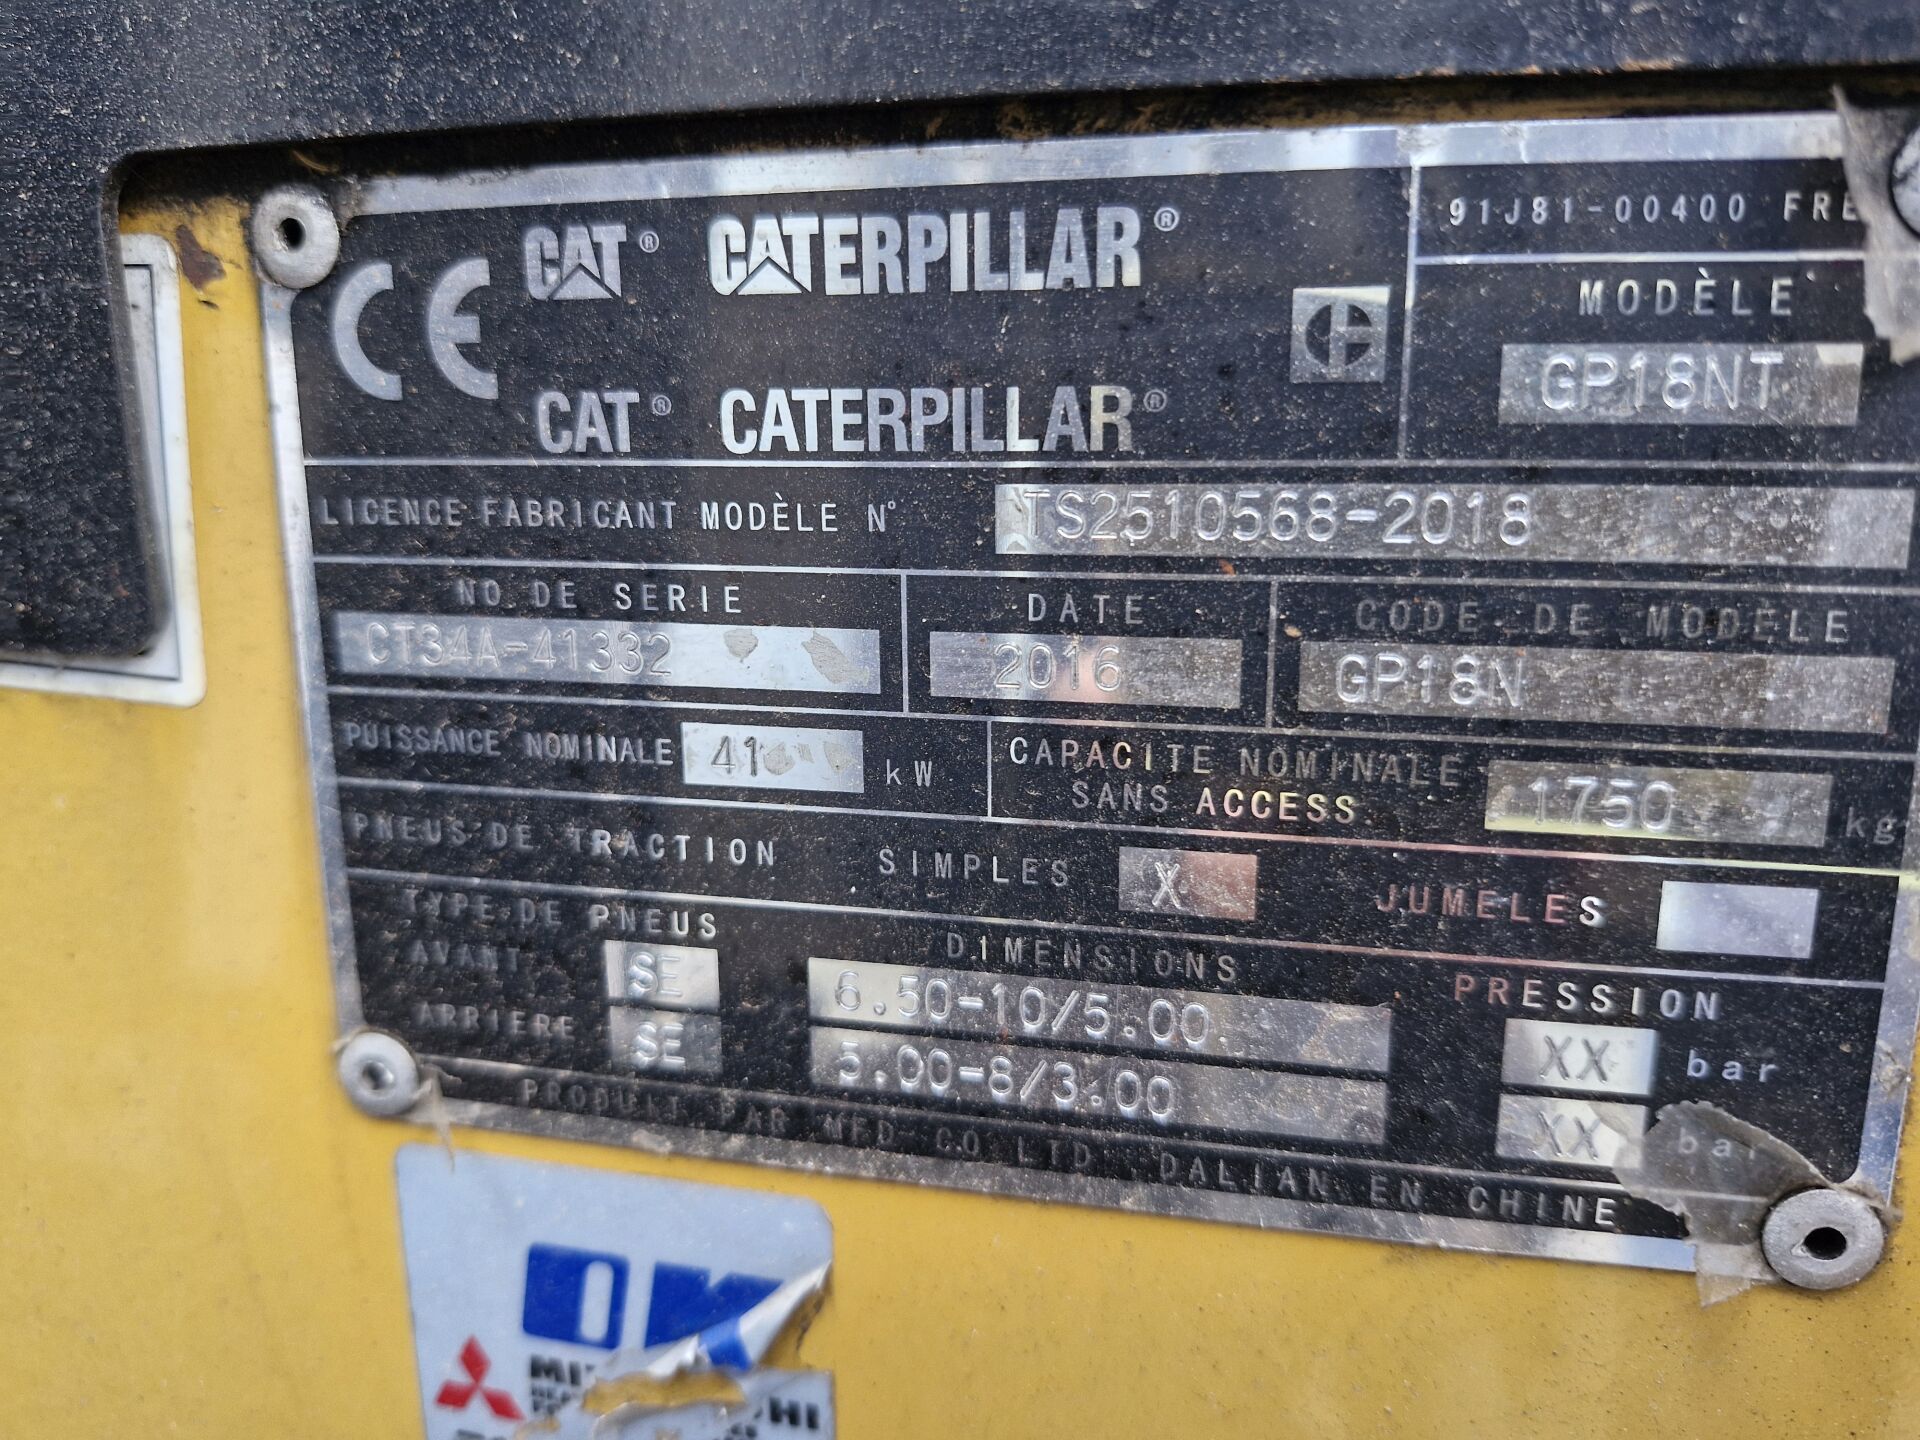 CE CAT® CATERPILLAR®
CAT® CATERPILLAR®
91J81-00400 FRE
MODÈLE
GP18NT
LICENCE FABRICANT MODÈLE N° TS2510568-2018
NO DE SERIE
CT34A-41332
DATE
2016
CODE DE MODÈLE
GP18N
PUISSANCE NOMINALE 41 kW
CAPACITE NOMINALE
SANS ACCESS. 1750 kg
PNEUS DE TRACTION SIMPLES X JUMELES
TYPE DE PNEUS DIMENSIONS PRESSION
AVANT SE 6.50-10/5.00 XX bar
ARRIERE SE 5.00-8/3.00 XX bar
PRODUIT PAR MFD CO LTD DALIAN EN CHINE
OK